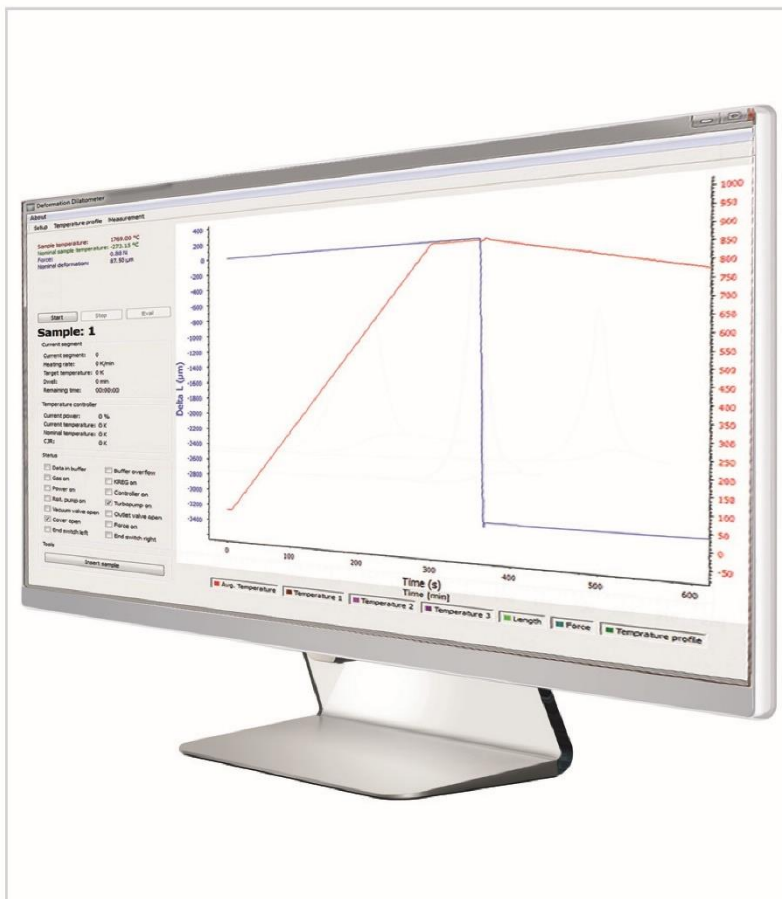 Deformation Dilatometer
About
Setup Temperature profile Measurement
Sample temperature: 1769.00 °C
Nominal sample temperature: -273.15 °C
Force: 0.88 N
Nominal deformation: 87.50 µm
Start Stop Eval
Sample: 1
Current segment
Current segment: 0
Heating rate: 0 K/min
Target temperature: 0 K
Dwell: 0 min
Remaining time: 00:00:00
Temperature controller
Current power: 0 %
Current temperature: 0 K
Nominal temperature: 0 K
CJR: 0 K
Status
Data in buffer Buffer overflow
Gas on KREG on
Power on Controller on
Rot. pump on Turbopump on
Vacuum valve open Outlet valve open
Cover open Force on
End switch left End switch right
Tools
Insert sample
Delta L (µm)
400
200
0
-200
-400
-600
-800
-1000
-1200
-1400
-1600
-1800
-2000
-2200
-2400
-2600
-2800
-3000
-3200
-3400
0 100 200 300 400 500 600
Time (s)
Time [min]
1000
950
900
850
800
750
700
650
600
550
500
450
400
350
300
250
200
150
100
50
0
-50
Avg. Temperature Temperature 1 Temperature 2 Temperature 3 Length Force Temprature profile